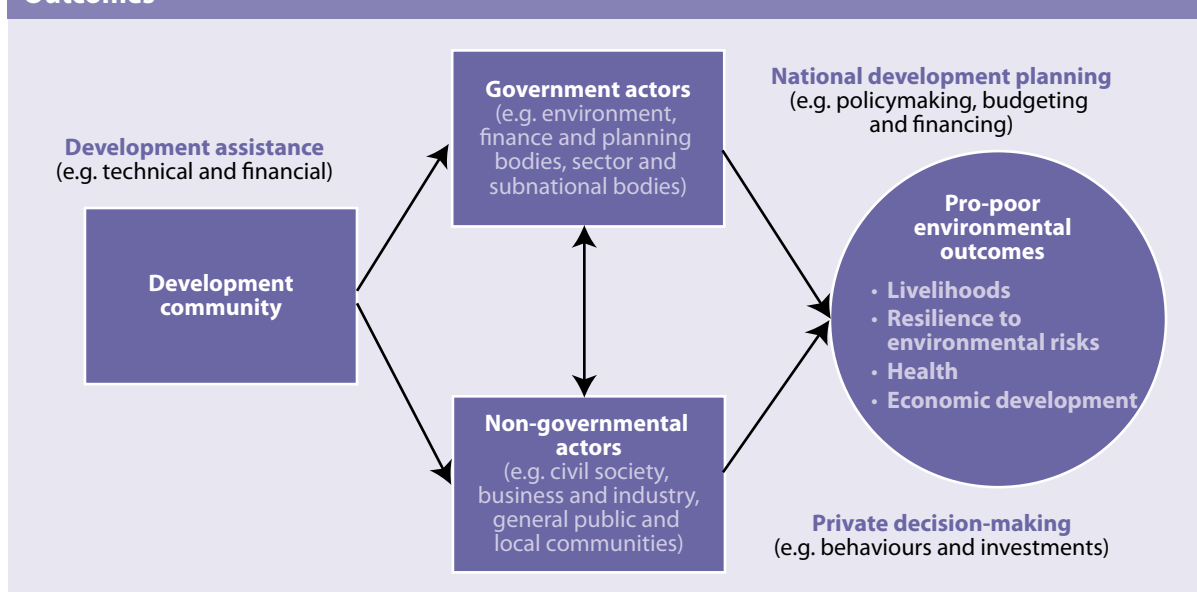 Outcomes
Development assistance
(e.g. technical and financial)
Development
community
Government actors
(e.g. environment,
finance and planning
bodies, sector and
subnational bodies)
Non-governmental
actors
(e.g. civil society,
business and industry,
general public and
local communities)
National development planning
(e.g. policymaking, budgeting
and financing)
Pro-poor
environmental
outcomes
• Livelihoods
• Resilience to
environmental risks
• Health
• Economic development
Private decision-making
(e.g. behaviours and investments)